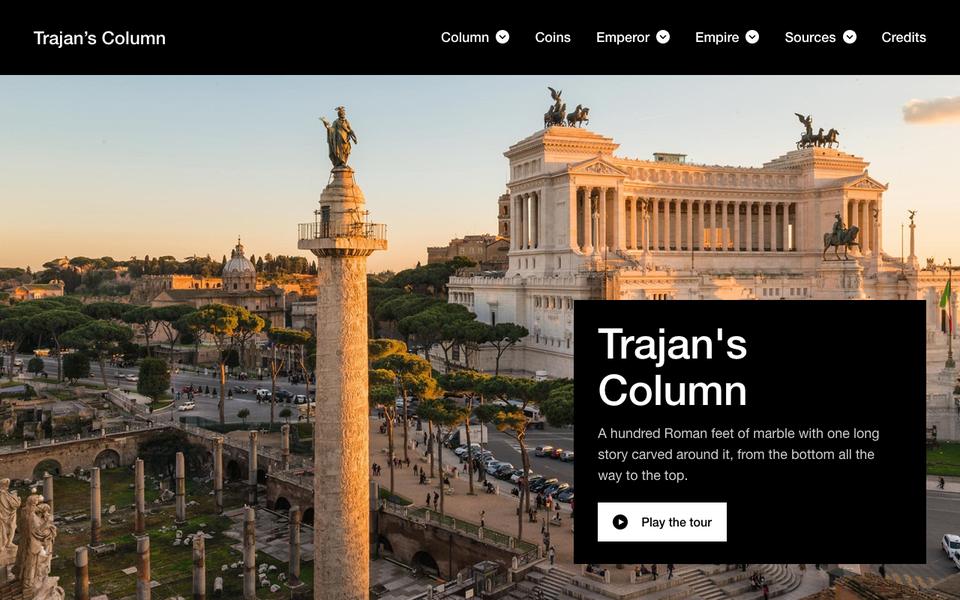 Trajan’s Column
Column
Coins
Emperor
Empire
Sources
Credits
Trajan's
Column
A hundred Roman feet of marble with one long
story carved around it, from the bottom all the
way to the top.
Play the tour